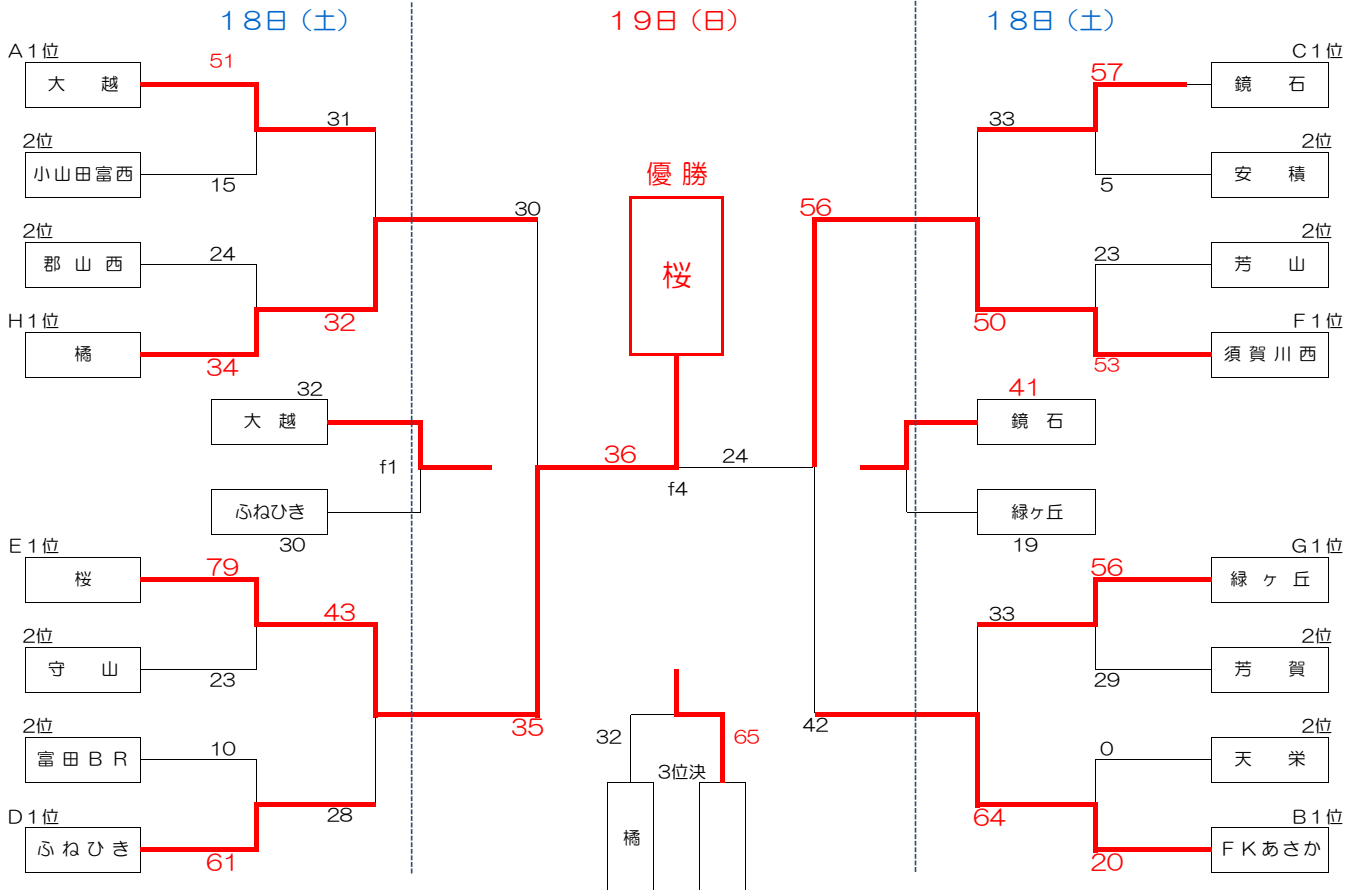 18日(土)
19日(日)
18日(土)
A1位
大 越
51
31
2位
小山田富西
15
2位
郡 山 西
24
30
H1位
橘
34
32
大 越
32
f1
ふねひき
30
E1位
桜
79
43
2位
守 山
23
35
2位
富 田 B R
10
D1位
ふ ね ひ き
61
28
優 勝
桜
36
24
f4
32
65
3位決
橘
C1位
鏡 石
57
33
2位
安 積
5
56
2位
芳 山
23
F1位
須 賀 川 西
53
50
41
鏡 石
緑ヶ丘
19
G1位
緑 ヶ 丘
56
33
2位
芳 賀
29
42
2位
天 栄
0
B1位
F K あ さ か
20
64